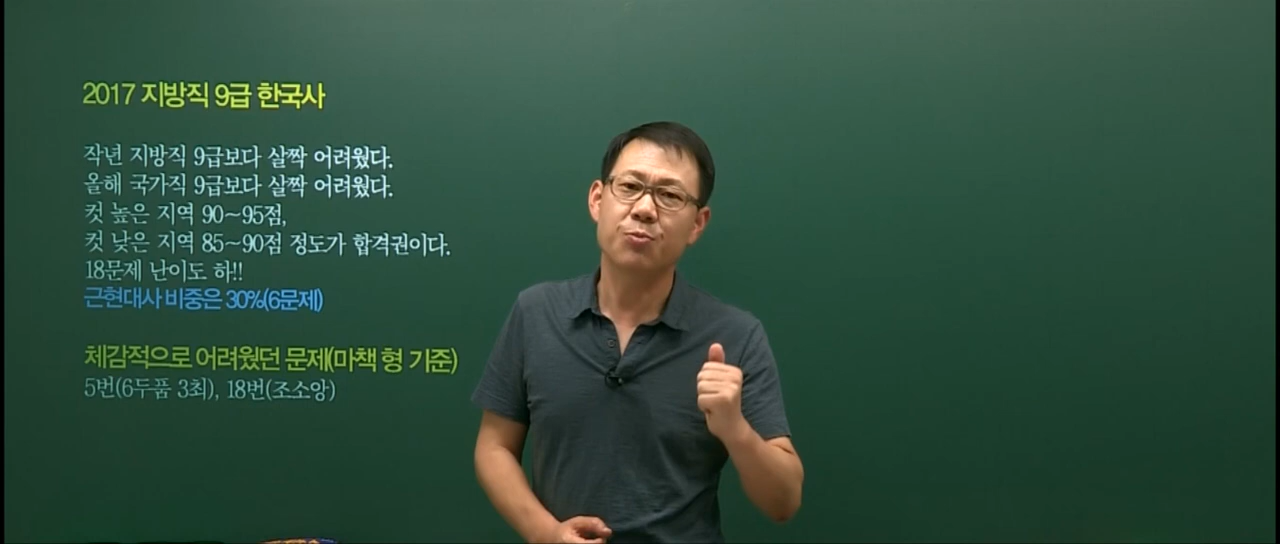 2017 지방직 9급 한국사
작년 지방직 9급보다 살짝 어려웠다.
올해 국가직 9급보다 살짝 어려웠다.
컷 높은 지역 90~95점,
컷 낮은 지역 85~90점 정도가 합격권이다.
18문제 난이도 하!!
근현대사 비중은 30%(6문제)
체감적으로 어려웠던 문제(마책 형 기준)
5번(6두품 3최), 18번(조소앙)